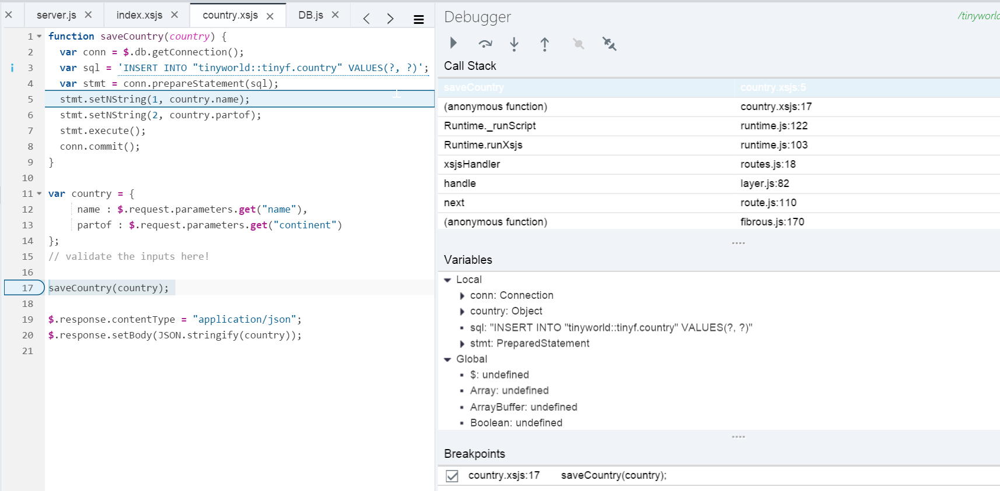 server.js
index.xsjs
country.xsjs
DB.js
1 function saveCountry(country) {
2 var conn = $.db.getConnection();
i 3 var sql = 'INSERT INTO "tinyworld::tinyf.country" VALUES(?, ?)';
4 var stmt = conn.prepareStatement(sql);
5 stmt.setNString(1, country.name);
6 stmt.setNString(2, country.partof);
7 stmt.execute();
8 conn.commit();
9 }
10
11 var country = {
12 name : $.request.parameters.get("name"),
13 partof : $.request.parameters.get("continent")
14 };
15 // validate the inputs here!
16
17 saveCountry(country);
18
19 $.response.contentType = "application/json";
20 $.response.setBody(JSON.stringify(country));
21
Debugger
/tinyworld
Call Stack
saveCountry country.xsjs:5
(anonymous function) country.xsjs:17
Runtime._runScript runtime.js:122
Runtime.runXsjs runtime.js:103
xsjsHandler routes.js:18
handle layer.js:82
next route.js:110
(anonymous function) fibrous.js:170
Variables
Local
conn: Connection
country: Object
sql: "INSERT INTO "tinyworld::tinyf.country" VALUES(?, ?)"
stmt: PreparedStatement
Global
$: undefined
Array: undefined
ArrayBuffer: undefined
Boolean: undefined
Breakpoints
country.xsjs:17 saveCountry(country);